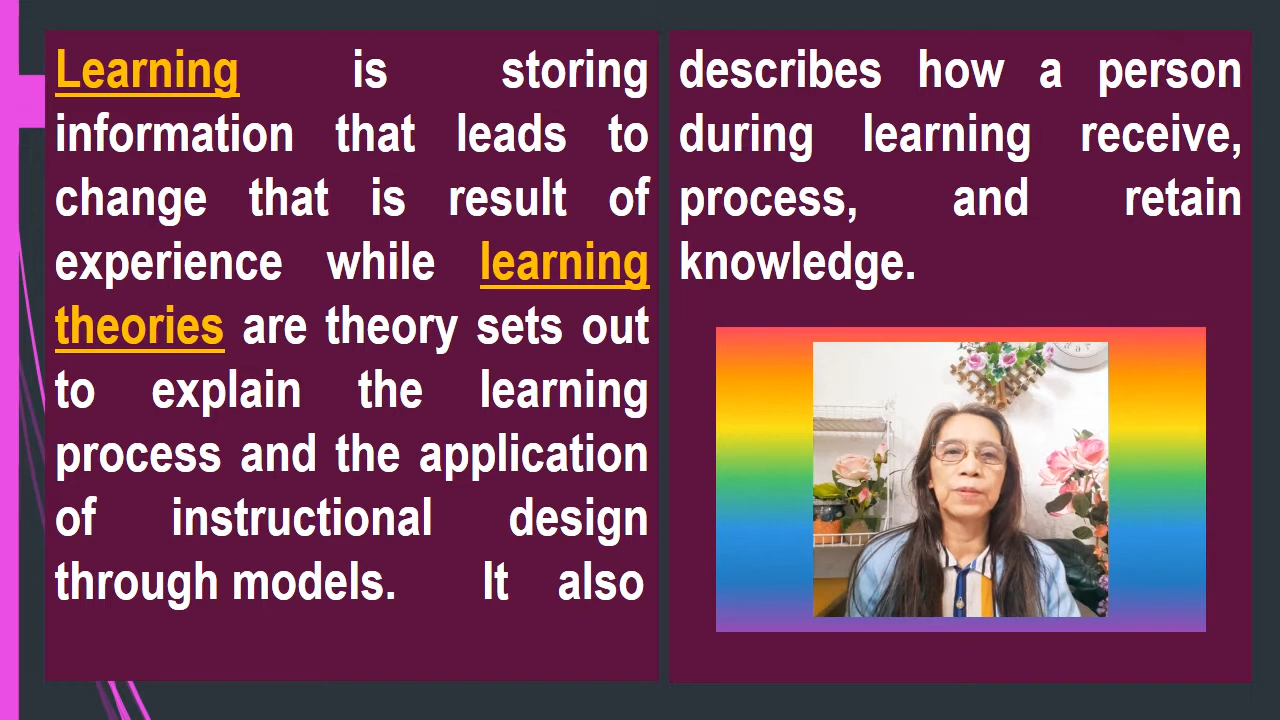 Learning is storing
information that leads to
change that is result of
experience while learning
theories are theory sets out
to explain the learning
process and the application
of instructional design
through models. It also
describes how a person
during learning receive,
process, and retain
knowledge.